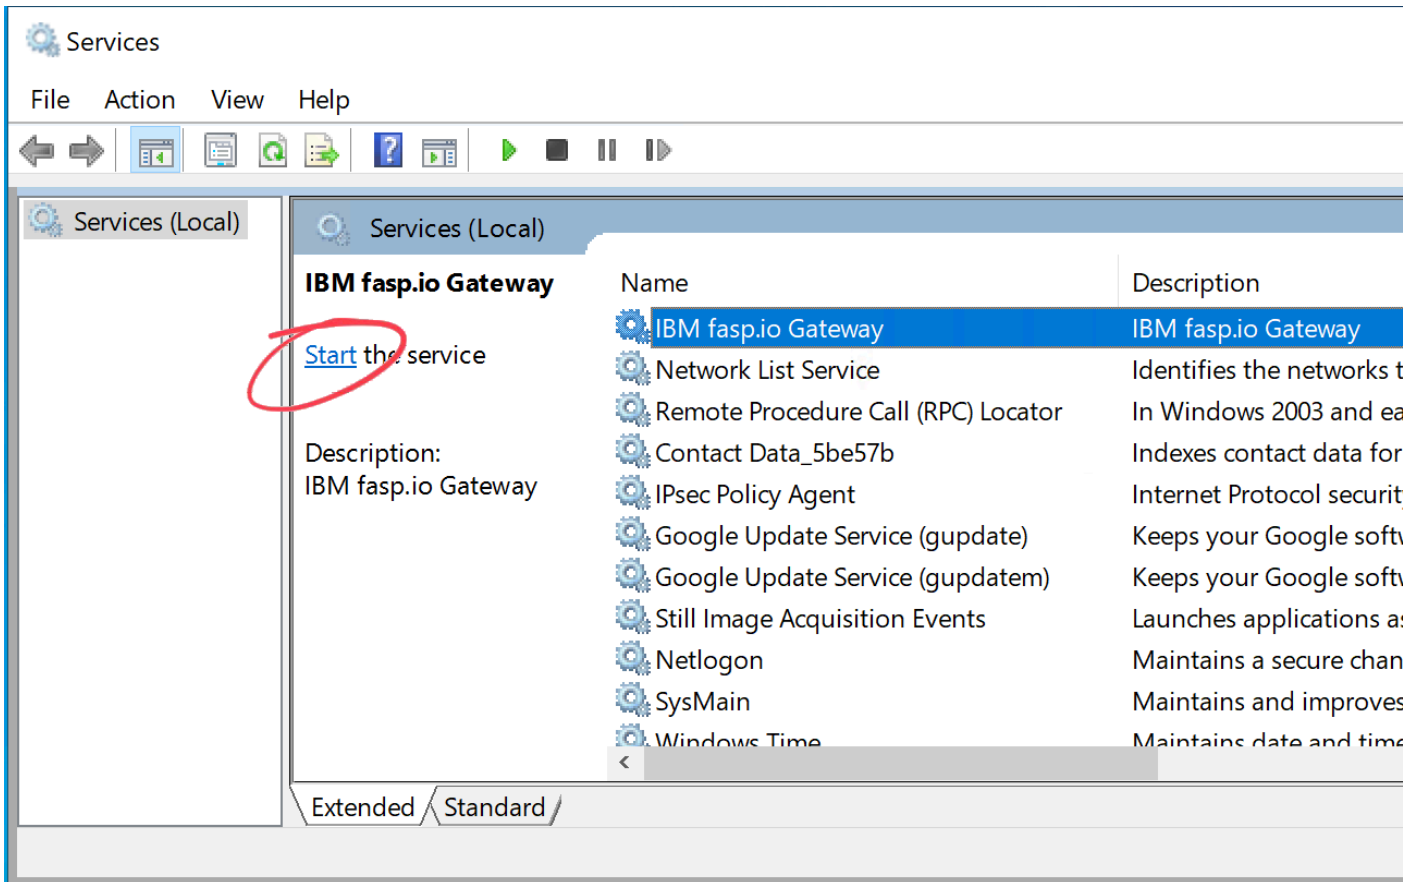 Services
File Action View Help
Services (Local)
Services (Local)
IBM fasp.io Gateway
Start the service
Description:
IBM fasp.io Gateway
Name Description
IBM fasp.io Gateway IBM fasp.io Gateway
Network List Service Identifies the networks t
Remote Procedure Call (RPC) Locator In Windows 2003 and ea
Contact Data_5be57b Indexes contact data for
IPsec Policy Agent Internet Protocol securit
Google Update Service (gupdate) Keeps your Google softw
Google Update Service (gupdatem) Keeps your Google softw
Still Image Acquisition Events Launches applications as
Netlogon Maintains a secure chan
SysMain Maintains and improves
Windows Time Maintains date and time
Extended Standard